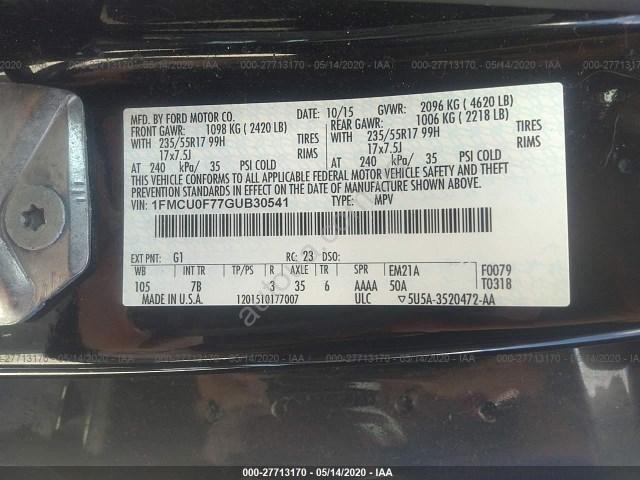 000-27713170 • 05/14/2020 - IAA 000-27713170 • 05/14/2020 - IAA
MFD. BY FORD MOTOR CO. 10/15 GVWR: 2096 KG ( 4620 LB)
FRONT GAWR: 1098 KG ( 2420 LB) REAR GAWR: 1006 KG ( 2218 LB)
WITH 235/55R17 99H TIRES WITH 235/55R17 99H TIRES
17x7.5J RIMS 17x7.5J RIMS
AT 240 kPa/ 35 PSI COLD AT 240 kPa/ 35 PSI COLD
THIS VEHICLE CONFORMS TO ALL APPLICABLE FEDERAL MOTOR VEHICLE SAFETY AND THEFT
PREVENTION STANDARDS IN EFFECT ON THE DATE OF MANUFACTURE SHOWN ABOVE.
VIN: 1FMCU0F77GUB30541 TYPE: MPV
EXT PNT: G1 RC: 23 DSO:
WB INT TR TP/PS R AXLE TR SPR EM21A F0079
105 7B 3 35 6 AAAA 50A T0318
MADE IN U.S.A. 1201510177007 ULC ▽5U5A-3520472-AA
000-27713170 • 05/14/2020 - IAA